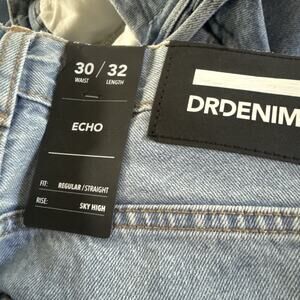 30 / 32
WAIST LENGTH
DRDENIM
ECHO
FIT: REGULAR/STRAIGHT
RISE: SKY HIGH